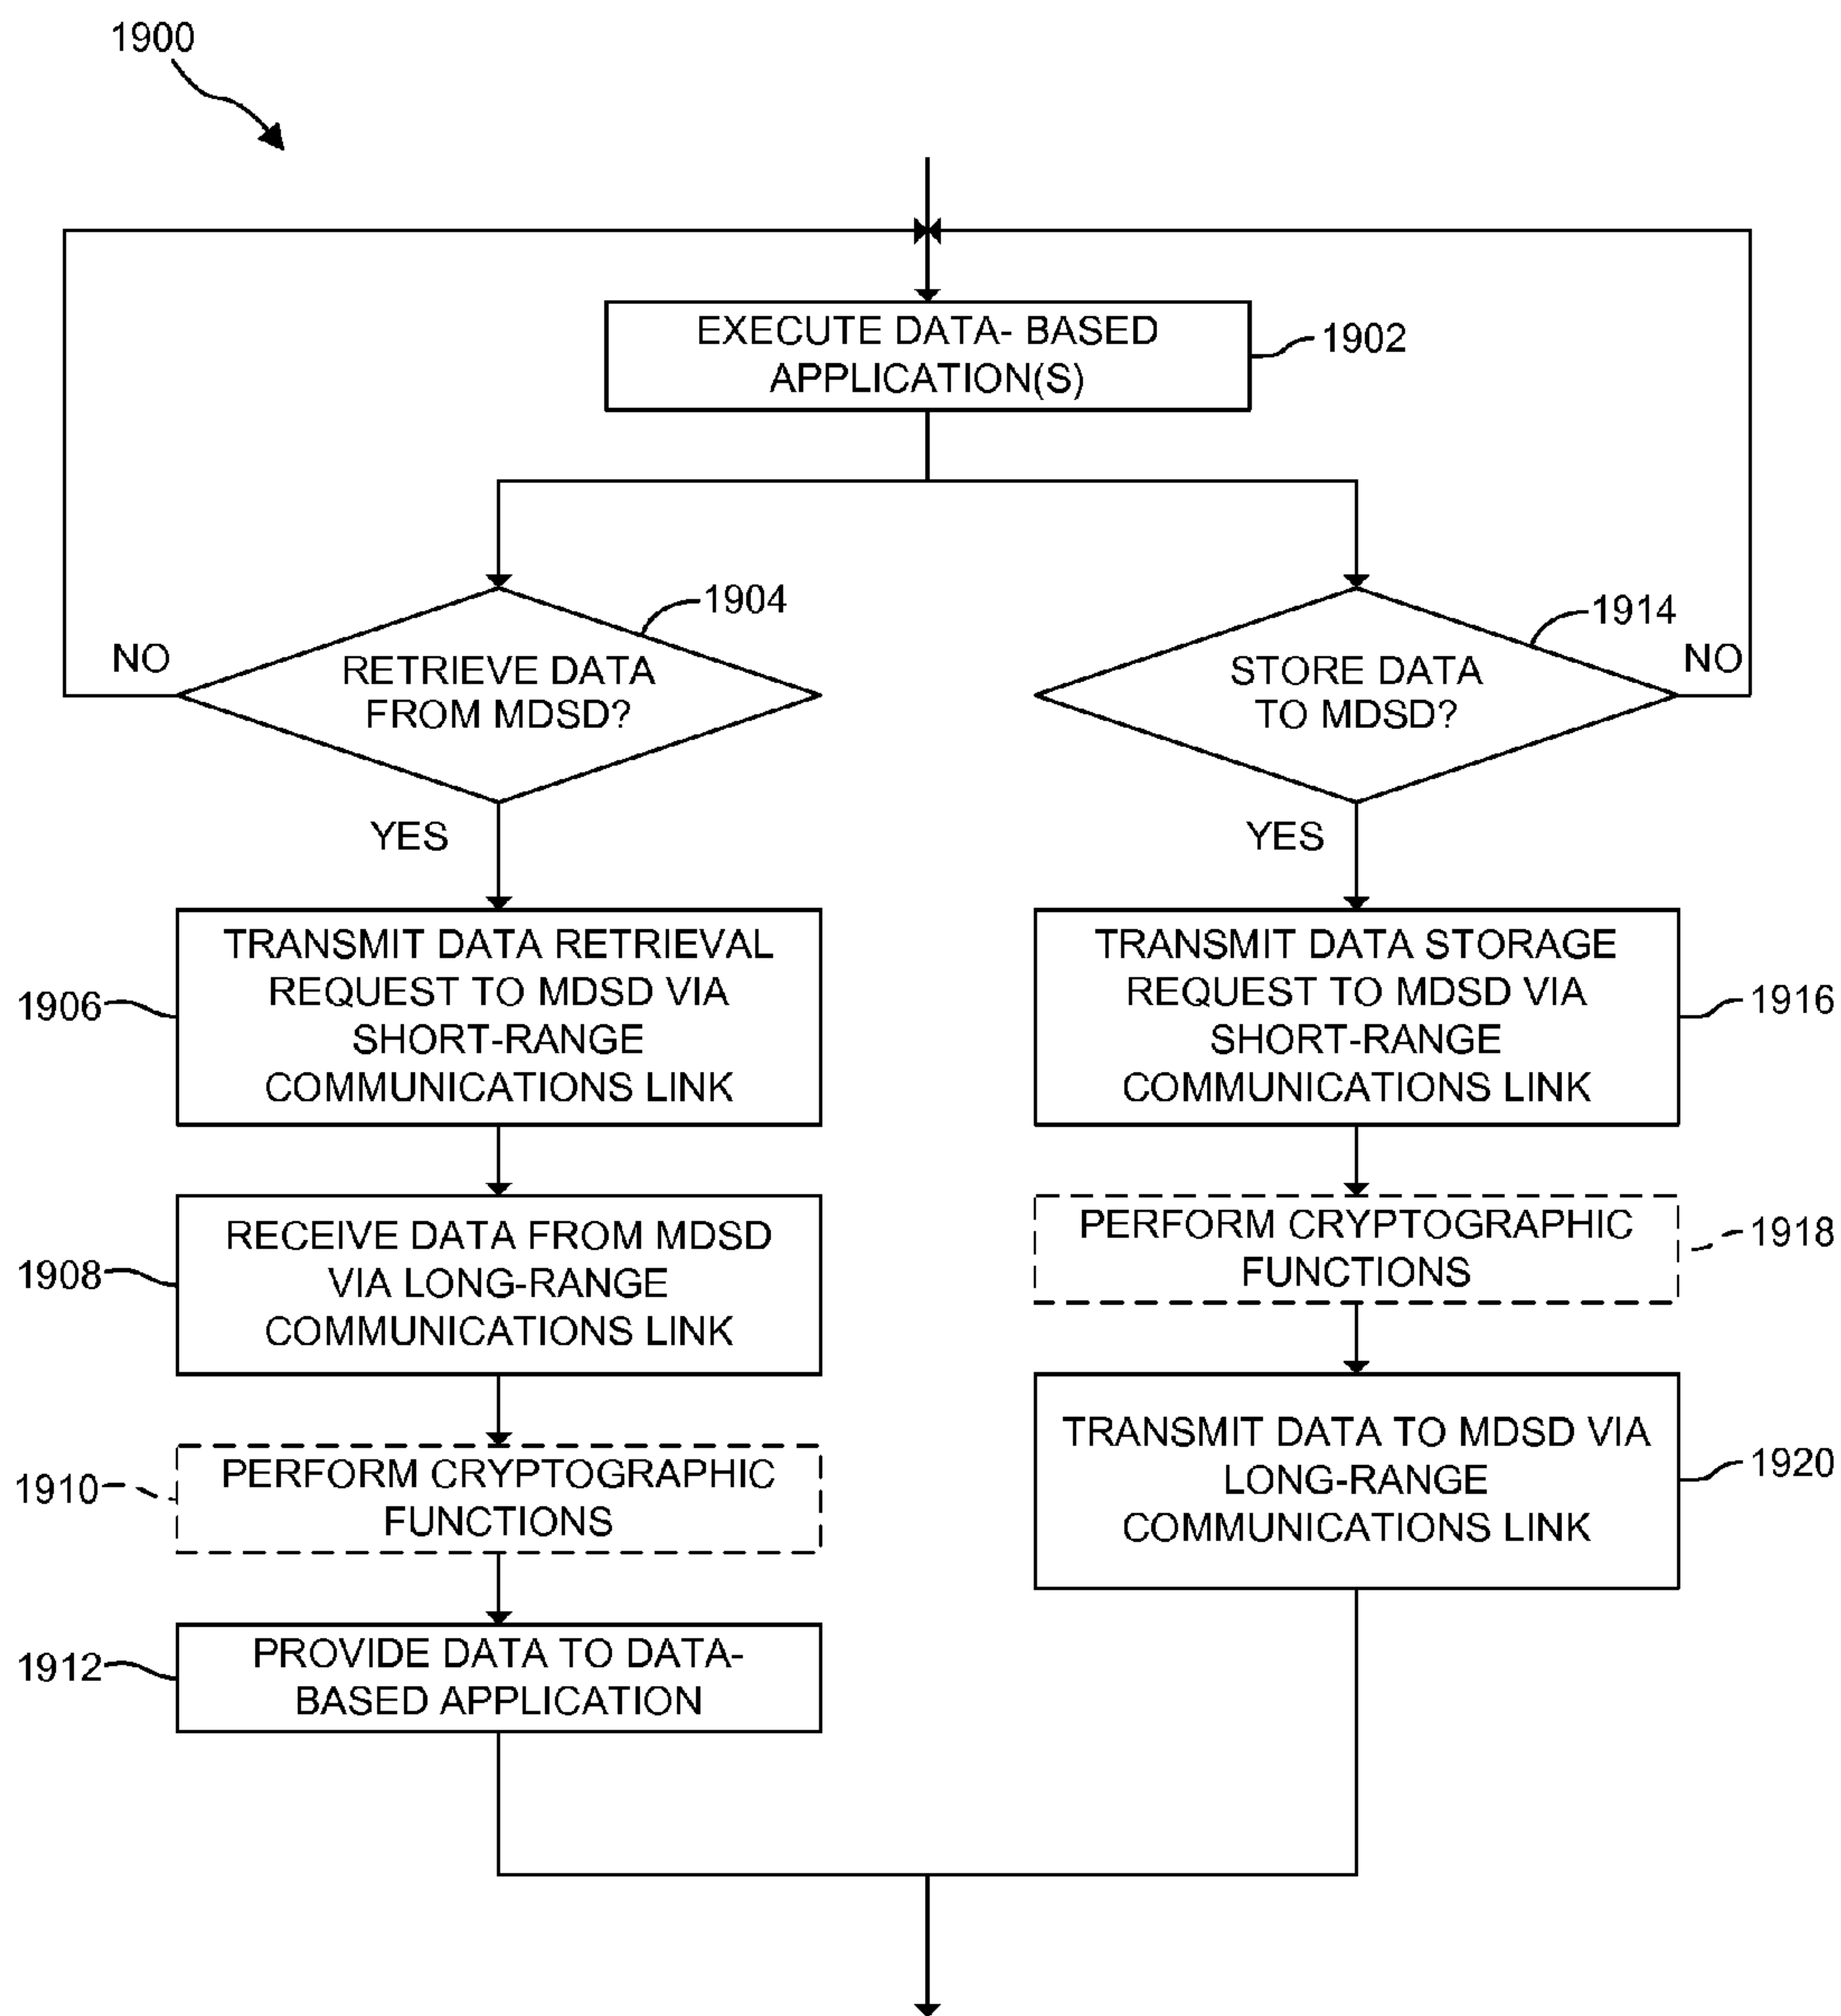 1900
EXECUTE DATA- BASED
APPLICATION(S)
1902
1904
NO
RETRIEVE DATA
FROM MDSD?
YES
1914
STORE DATA
TO MDSD?
NO
YES
1906
TRANSMIT DATA RETRIEVAL
REQUEST TO MDSD VIA
SHORT-RANGE
COMMUNICATIONS LINK
TRANSMIT DATA STORAGE
REQUEST TO MDSD VIA
SHORT-RANGE
COMMUNICATIONS LINK
1916
1908
RECEIVE DATA FROM MDSD
VIA LONG-RANGE
COMMUNICATIONS LINK
PERFORM CRYPTOGRAPHIC
FUNCTIONS
1918
1910
PERFORM CRYPTOGRAPHIC
FUNCTIONS
TRANSMIT DATA TO MDSD VIA
LONG-RANGE
COMMUNICATIONS LINK
1920
1912
PROVIDE DATA TO DATA-
BASED APPLICATION